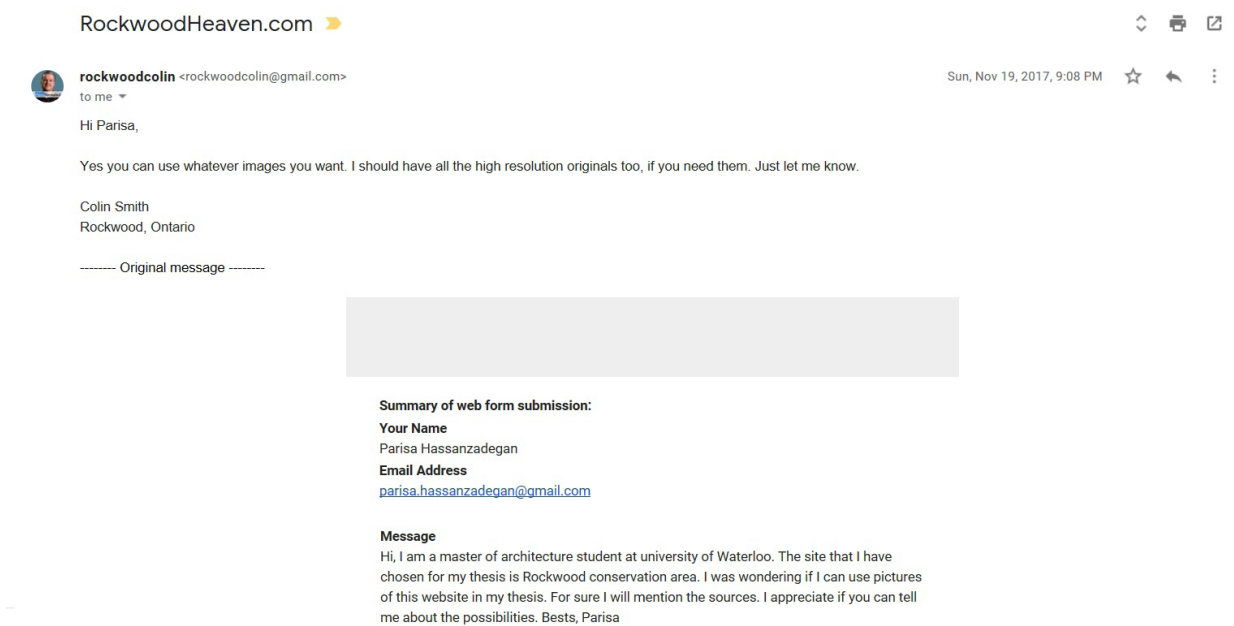 RockwoodHeaven.com
rockwoodcolin <rockwoodcolin@gmail.com>
Sun, Nov 19, 2017, 9:08 PM
to me
Hi Parisa,
Yes you can use whatever images you want. I should have all the high resolution originals too, if you need them. Just let me know.
Colin Smith
Rockwood, Ontario
-------- Original message --------
Summary of web form submission:
Your Name
Parisa Hassanzadegan
Email Address
parisa.hassanzadegan@gmail.com
Message
Hi, I am a master of architecture student at university of Waterloo. The site that I have
chosen for my thesis is Rockwood conservation area. I was wondering if I can use pictures
of this website in my thesis. For sure I will mention the sources. I appreciate if you can tell
me about the possibilities. Bests, Parisa